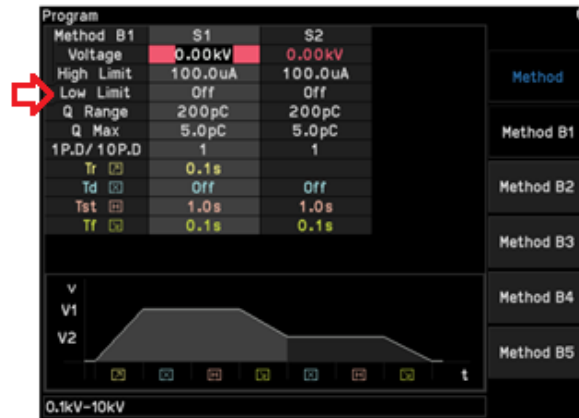 Program
Method B1 S1 S2
Voltage 0.00kV 0.00kV
High Limit 100.0uA 100.0uA
Low Limit Off Off
Q Range 200pC 200pC
Q Max 5.0pC 5.0pC
1P.D/10P.D 1 1
Tr 0.1s
Td Off Off
Tst 1.0s 1.0s
Tf 0.1s 0.1s
V
V1
V2
t
0.1kV-10kV
Method
Method B1
Method B2
Method B3
Method B4
Method B5